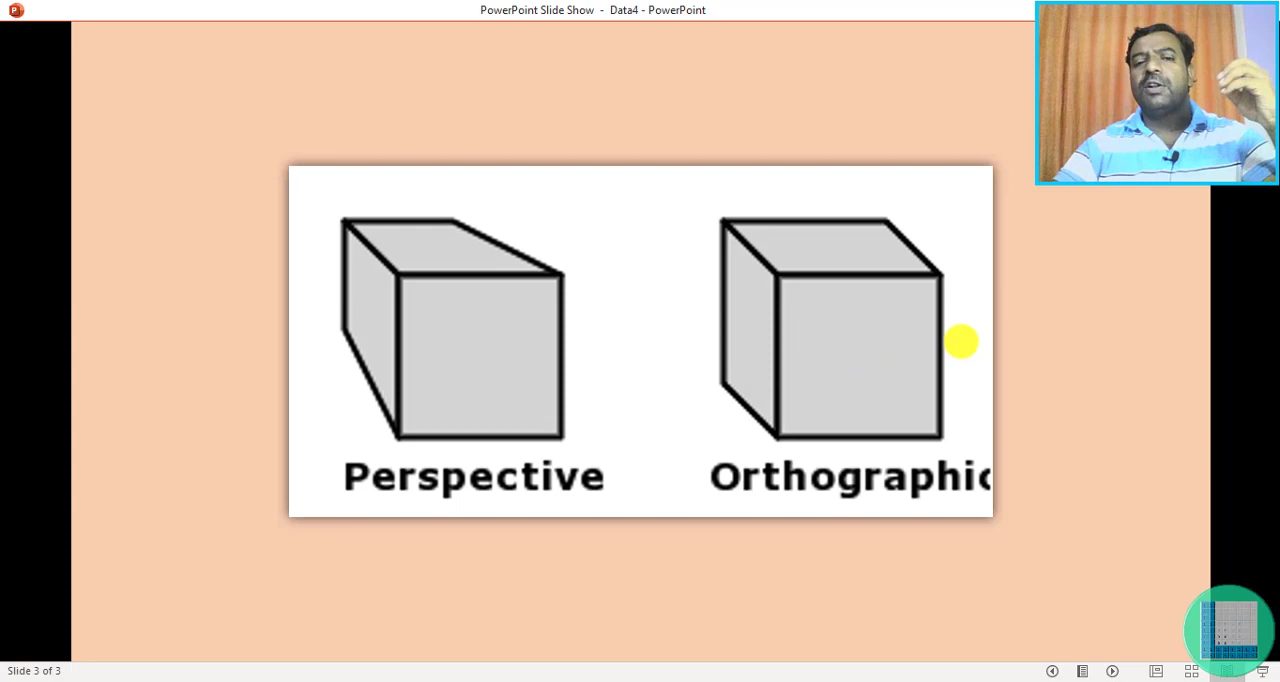 PowerPoint Slide Show - Data4 - PowerPoint
Perspective Orthographic
Slide 3 of 3